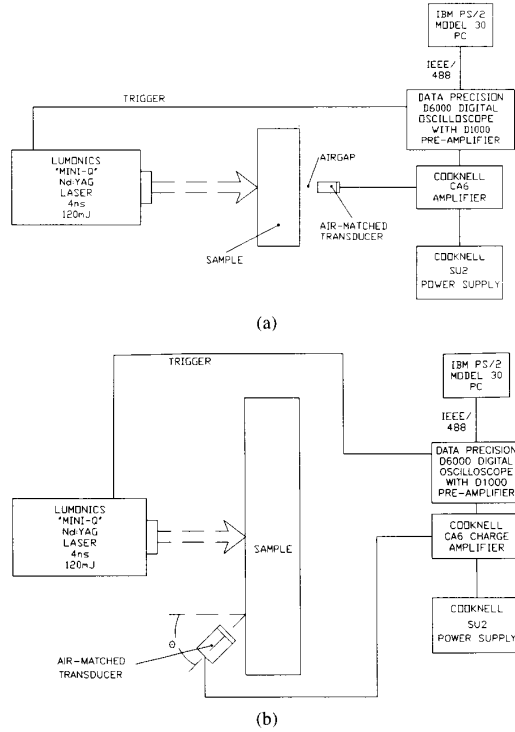 IBM PS/2
MODEL 30
PC
IEEE/
488
TRIGGER
DATA PRECISION
D6000 DIGITAL
OSCILLOSCOPE
WITH D1000
PRE-AMPLIFIER
LUMONICS
"MINI-Q"
Nd:YAG
LASER
4ns
120mJ
AIRGAP
COOKNELL
CA6
AMPLIFIER
AIR-MATCHED
TRANSDUCER
SAMPLE
COOKNELL
SU2
POWER SUPPLY
(a)
TRIGGER
IBM PS/2
MODEL 30
PC
IEEE/
488
DATA PRECISION
D6000 DIGITAL
OSCILLOSCOPE
WITH D1000
PRE-AMPLIFIER
LUMONICS
"MINI-Q"
Nd:YAG
LASER
4ns
120mJ
SAMPLE
COOKNELL
CA6 CHARGE
AMPLIFIER
θ
AIR-MATCHED
TRANSDUCER
COOKNELL
SU2
POWER SUPPLY
(b)